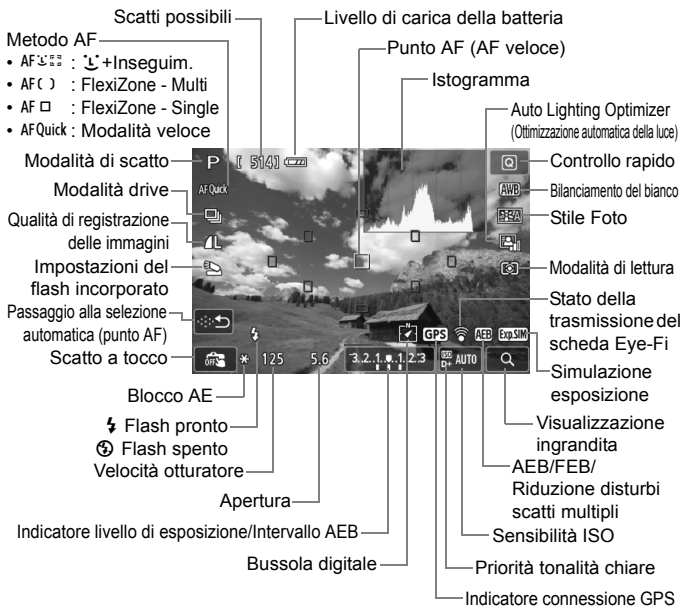 Scatti possibili
Livello di carica della batteria
Metodo AF
Punto AF (AF veloce)
• AF : +Inseguim.
• AF( ) : FlexiZone - Multi
• AF □ : FlexiZone - Single
• AFQuick : Modalità veloce
Istogramma
Auto Lighting Optimizer
(Ottimizzazione automatica della luce)
Modalità di scatto
Controllo rapido
Modalità drive
Bilanciamento del bianco
Qualità di registrazione
delle immagini
Stile Foto
Impostazioni del
flash incorporato
Modalità di lettura
Passaggio alla selezione
automatica (punto AF)
Stato della
trasmissione del
scheda Eye-Fi
Scatto a tocco
P [ 514]
AF Quick
L
Q
AWB
A
GPS AEB Exp.SIM
OFF
* 125 5.6 -3..2..1..▼..1..2.:3 ISO D+ AUTO
Blocco AE
Simulazione
esposizione
Flash pronto
Flash spento
Visualizzazione
ingrandita
Velocità otturatore
AEB/FEB/
Riduzione disturbi
scatti multipli
Apertura
Indicatore livello di esposizione/Intervallo AEB
Sensibilità ISO
Bussola digitale
Priorità tonalità chiare
Indicatore connessione GPS